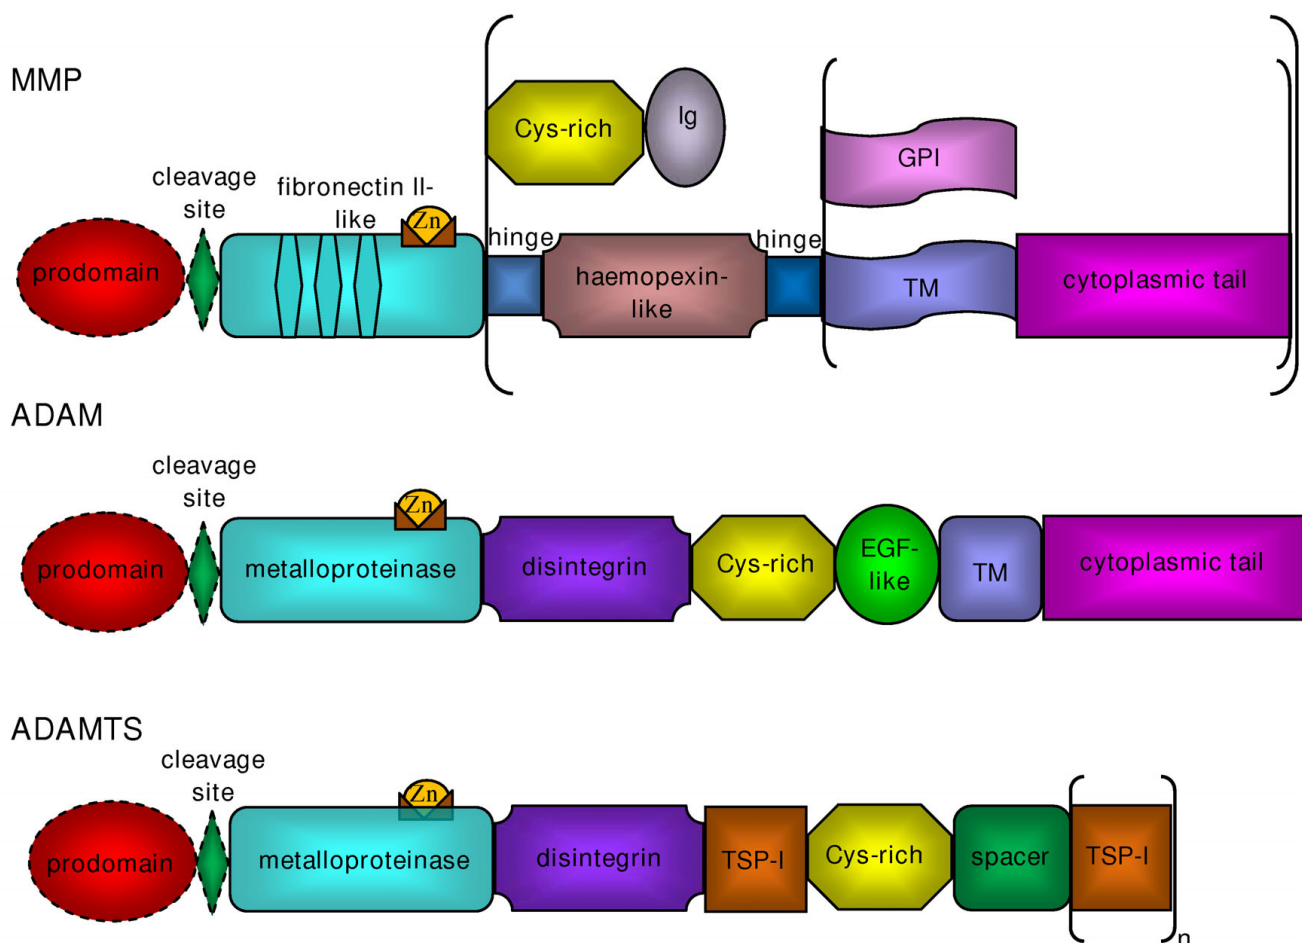 MMP
Cys-rich
Ig
GPI
cleavage
site
fibronectin II-
like
Zn
hinge
hinge
prodomain
haemopexin-
like
TM
cytoplasmic tail
ADAM
cleavage
site
Zn
prodomain
metalloproteinase
disintegrin
Cys-rich
EGF-
like
TM
cytoplasmic tail
ADAMTS
cleavage
site
Zn
prodomain
metalloproteinase
disintegrin
TSP-I
Cys-rich
spacer
TSP-I
n